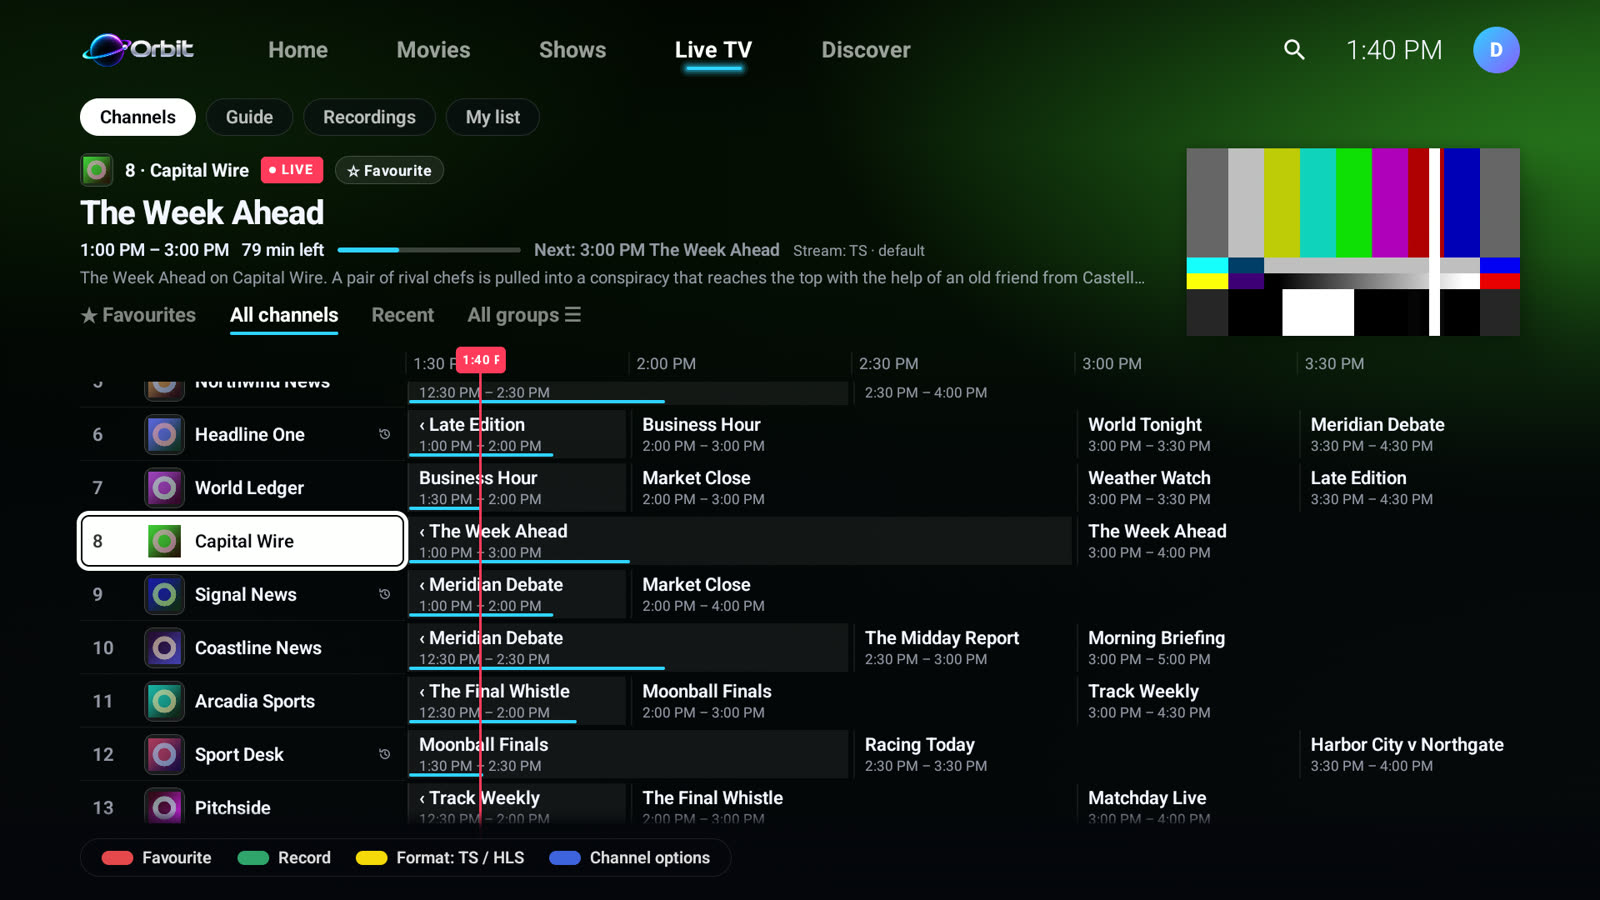 Orbit
Home
Movies
Shows
Live TV
Discover
1:40 PM
D
Channels
Guide
Recordings
My list
8 · Capital Wire
LIVE
☆ Favourite
The Week Ahead
1:00 PM – 3:00 PM 79 min left
Next: 3:00 PM The Week Ahead
Stream: TS · default
The Week Ahead on Capital Wire. A pair of rival chefs is pulled into a conspiracy that reaches the top with the help of an old friend from Castell…
★ Favourites
All channels
Recent
All groups ☰
1:30 P
1:40 P
2:00 PM
2:30 PM
3:00 PM
3:30 PM
5
Northwind News
12:30 PM – 2:30 PM
2:30 PM – 4:00 PM
6
Headline One
‹ Late Edition
1:00 PM – 2:00 PM
Business Hour
2:00 PM – 3:00 PM
World Tonight
3:00 PM – 3:30 PM
Meridian Debate
3:30 PM – 4:30 PM
7
World Ledger
Business Hour
1:30 PM – 2:00 PM
Market Close
2:00 PM – 3:00 PM
Weather Watch
3:00 PM – 3:30 PM
Late Edition
3:30 PM – 4:30 PM
8
Capital Wire
‹ The Week Ahead
1:00 PM – 3:00 PM
The Week Ahead
3:00 PM – 4:00 PM
9
Signal News
‹ Meridian Debate
1:00 PM – 2:00 PM
Market Close
2:00 PM – 4:00 PM
10
Coastline News
‹ Meridian Debate
12:30 PM – 2:30 PM
The Midday Report
2:30 PM – 3:00 PM
Morning Briefing
3:00 PM – 5:00 PM
11
Arcadia Sports
‹ The Final Whistle
12:30 PM – 2:00 PM
Moonball Finals
2:00 PM – 3:00 PM
Track Weekly
3:00 PM – 4:30 PM
12
Sport Desk
Moonball Finals
1:30 PM – 2:30 PM
Racing Today
2:30 PM – 3:30 PM
Harbor City v Northgate
3:30 PM – 4:00 PM
13
Pitchside
‹ Track Weekly
12:30 PM – 2:00 PM
The Final Whistle
2:00 PM – 3:00 PM
Matchday Live
3:00 PM – 4:00 PM
Favourite
Record
Format: TS / HLS
Channel options